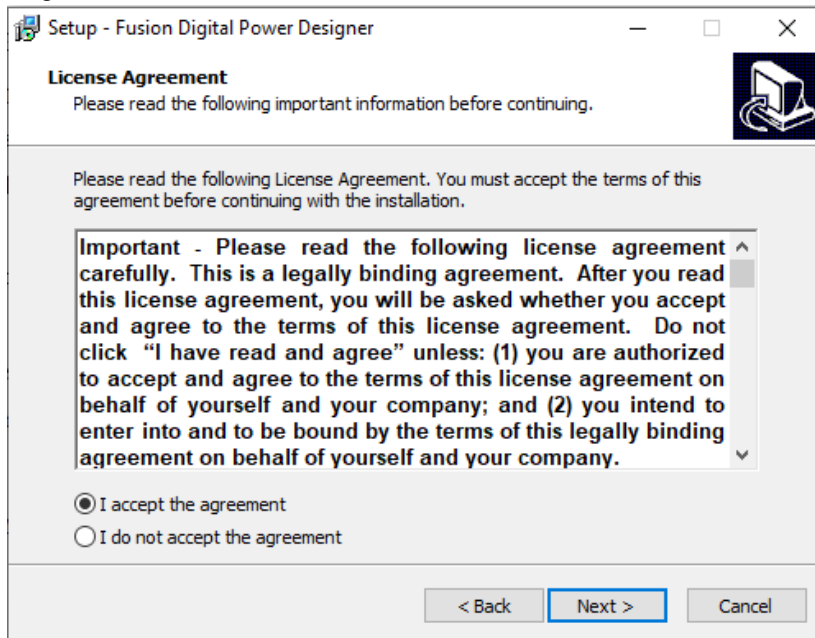 Setup - Fusion Digital Power Designer
License Agreement
Please read the following important information before continuing.
Please read the following License Agreement. You must accept the terms of this
agreement before continuing with the installation.
Important - Please read the following license agreement
carefully. This is a legally binding agreement. After you read
this license agreement, you will be asked whether you accept
and agree to the terms of this license agreement. Do not
click “I have read and agree” unless: (1) you are authorized
to accept and agree to the terms of this license agreement on
behalf of yourself and your company; and (2) you intend to
enter into and to be bound by the terms of this legally binding
agreement on behalf of yourself and your company.
I accept the agreement
I do not accept the agreement
< Back Next > Cancel